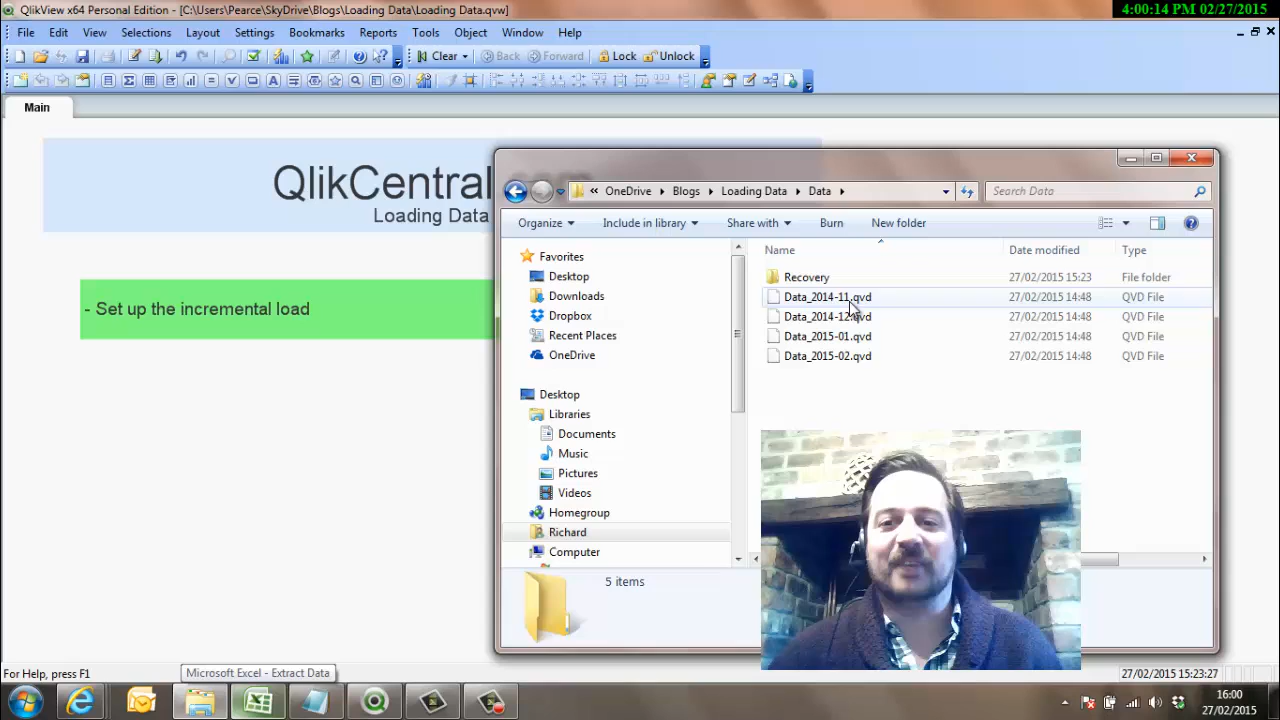 QlikView x64 Personal Edition - [C:\Users\Pearce\SkyDrive\Blogs\Loading Data\Loading Data.qvw]
4:00:14 PM 02/27/2015
File Edit View Selections Layout Settings Bookmarks Reports Tools Object Window Help
Clear Back Forward Lock Unlock
Main
QlikCentral
Loading Data
- Set up the incremental load
« OneDrive Blogs Loading Data Data
Search Data
Organize Include in library Share with Burn New folder
Name Date modified Type
Favorites
Desktop
Downloads
Dropbox
Recent Places
OneDrive
Desktop
Libraries
Documents
Music
Pictures
Videos
Homegroup
Richard
Computer
Recovery 27/02/2015 15:23 File folder
Data_2014-11.qvd 27/02/2015 14:48 QVD File
Data_2014-12.qvd 27/02/2015 14:48 QVD File
Data_2015-01.qvd 27/02/2015 14:48 QVD File
Data_2015-02.qvd 27/02/2015 14:48 QVD File
5 items
For Help, press F1
Microsoft Excel - Extract Data
27/02/2015 15:23:27
16:00
27/02/2015